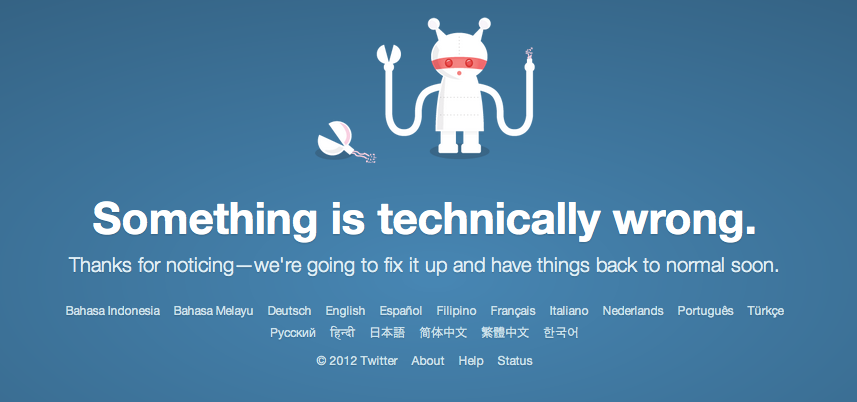 Something is technically wrong.
Thanks for noticing—we're going to fix it up and have things back to normal soon.
Bahasa Indonesia Bahasa Melayu Deutsch English Español Filipino Français Italiano Nederlands Português Türkçe
Русский हिन्दी 日本語 简体中文 繁體中文 한국어
© 2012 Twitter About Help Status